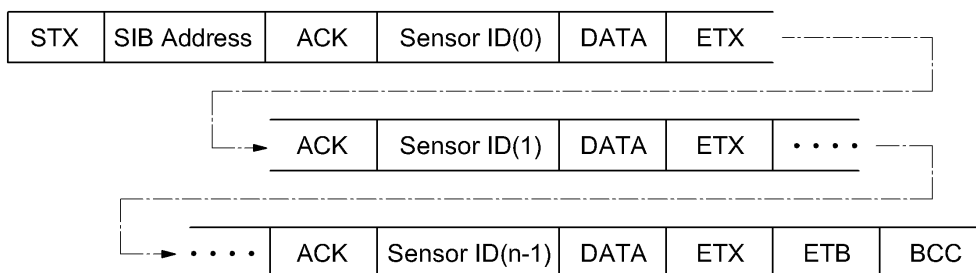 STX SIB Address ACK Sensor ID(0) DATA ETX
ACK Sensor ID(1) DATA ETX ····
···· ACK Sensor ID(n-1) DATA ETX ETB BCC